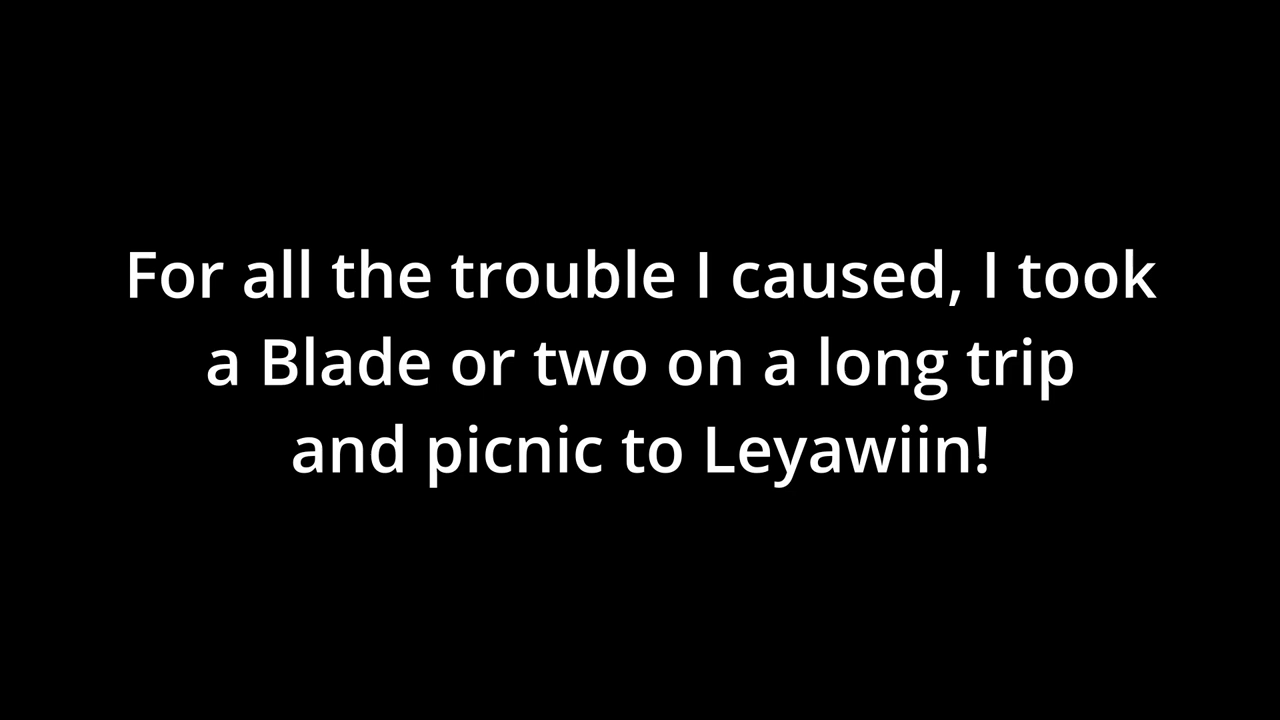 For all the trouble I caused, I took
a Blade or two on a long trip
and picnic to Leyawiin!